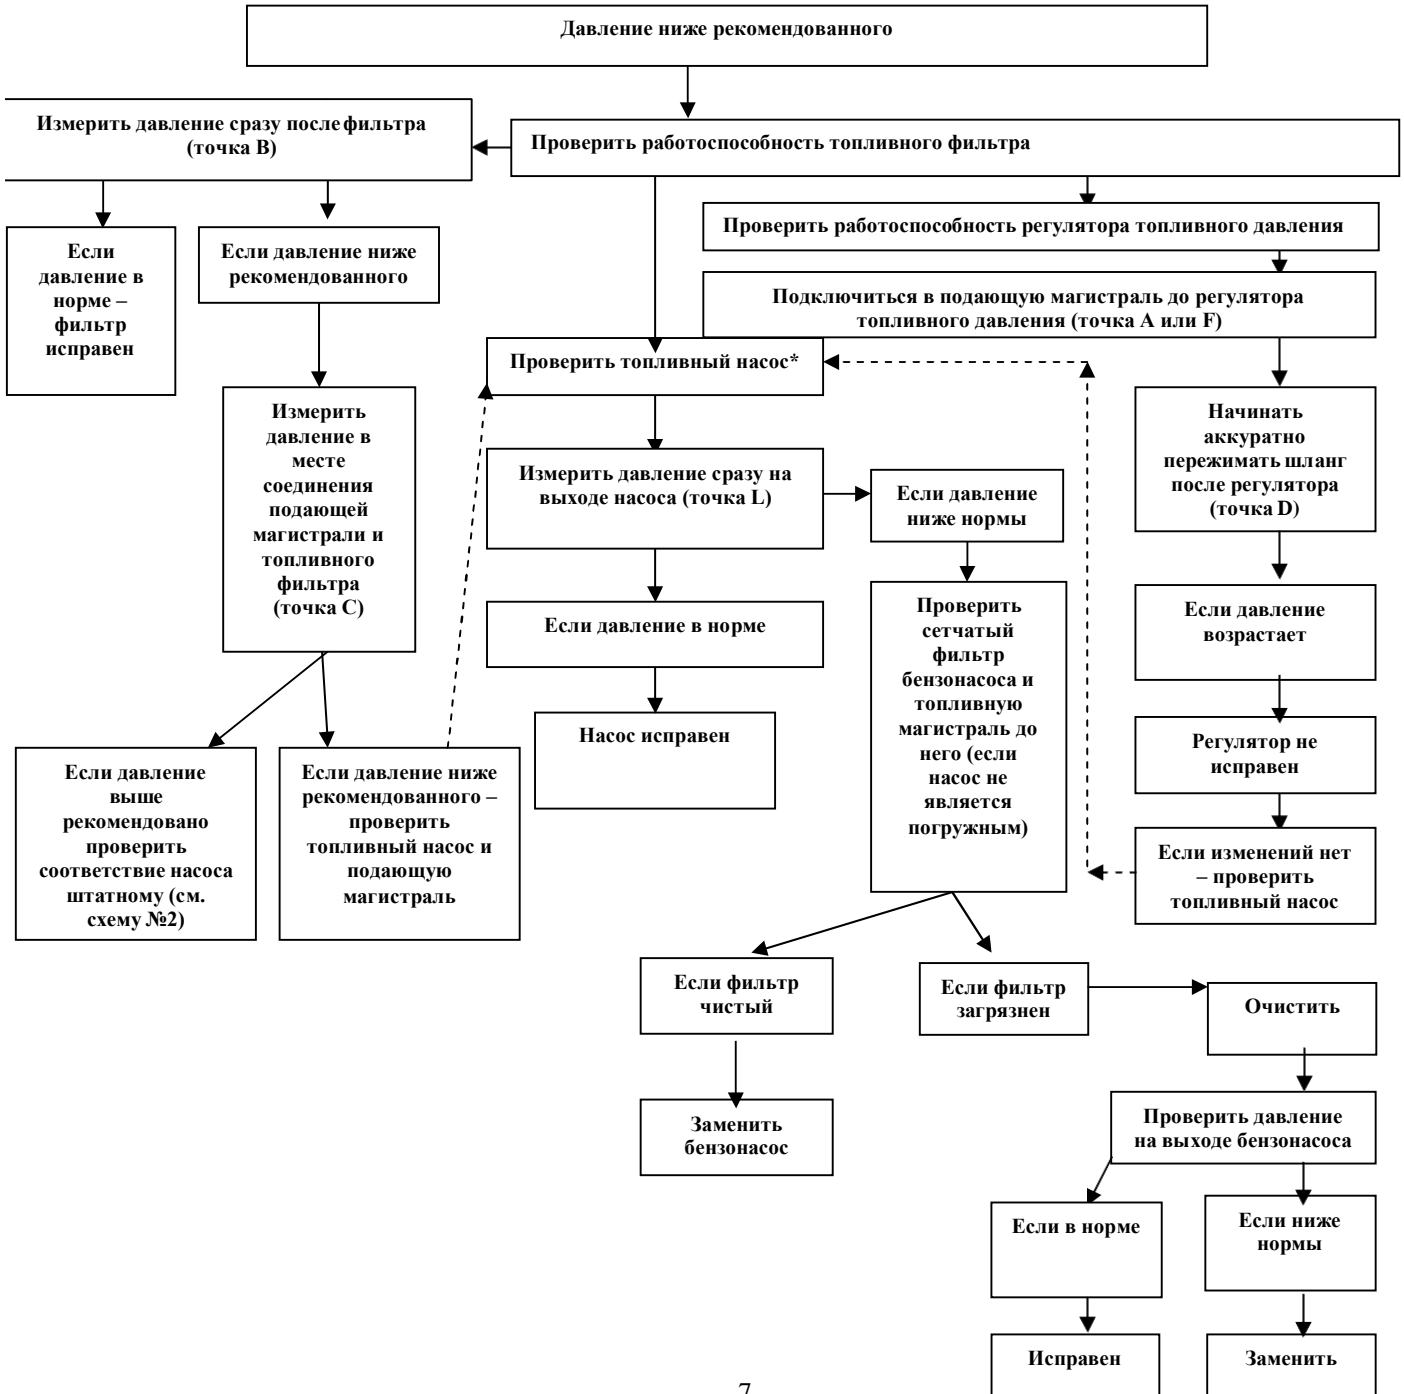 Давление ниже рекомендованного
Измерить давление сразу после фильтра
(точка B)
Проверить работоспособность топливного фильтра
Если
давление в
норме –
фильтр
исправен
Если давление ниже
рекомендованного
Проверить работоспособность регулятора топливного давления
Подключиться в подающую магистраль до регулятора
топливного давления (точка A или F)
Проверить топливный насос*
Измерить
давление в
месте
соединения
подающей
магистрали и
топливного
фильтра
(точка C)
Начинать
аккуратно
пережимать шланг
после регулятора
(точка D)
Измерить давление сразу на
выходе насоса (точка L)
Если давление
ниже нормы
Если давление в норме
Проверить
сетчатый
фильтр
бензонасоса и
топливную
магистраль до
него (если
насос не
является
погружным)
Если давление
возрастает
Насос исправен
Регулятор не
исправен
Если давление
выше
рекомендовано
проверить
соответствие насоса
штатному (см.
схему №2)
Если давление ниже
рекомендованного –
проверить
топливный насос и
подающую
магистраль
Если изменений нет
– проверить
топливный насос
Если фильтр
чистый
Если фильтр
загрязнен
Очистить
Заменить
бензонасос
Проверить давление
на выходе бензонасоса
Если в норме
Если ниже
нормы
Исправен
Заменить
7